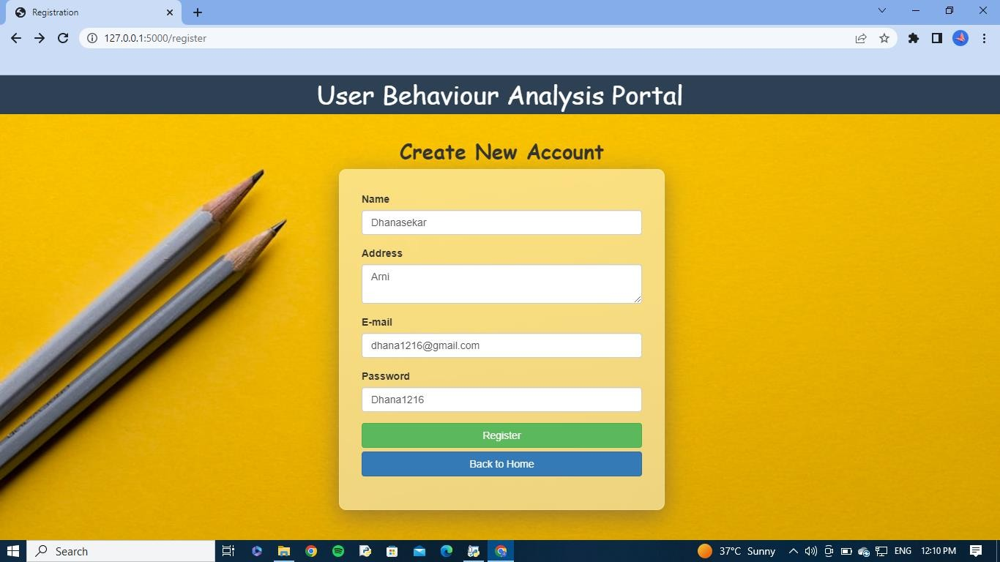 Registration
127.0.0.1:5000/register
User Behaviour Analysis Portal
Create New Account
Name
Dhanasekar
Address
Arni
E-mail
dhana1216@gmail.com
Password
Dhana1216
Register
Back to Home
Search
37°C Sunny
ENG
12:10 PM